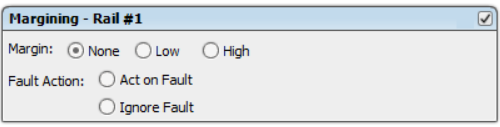 Margining - Rail #1
Margin: None Low High
Fault Action: Act on Fault
Ignore Fault